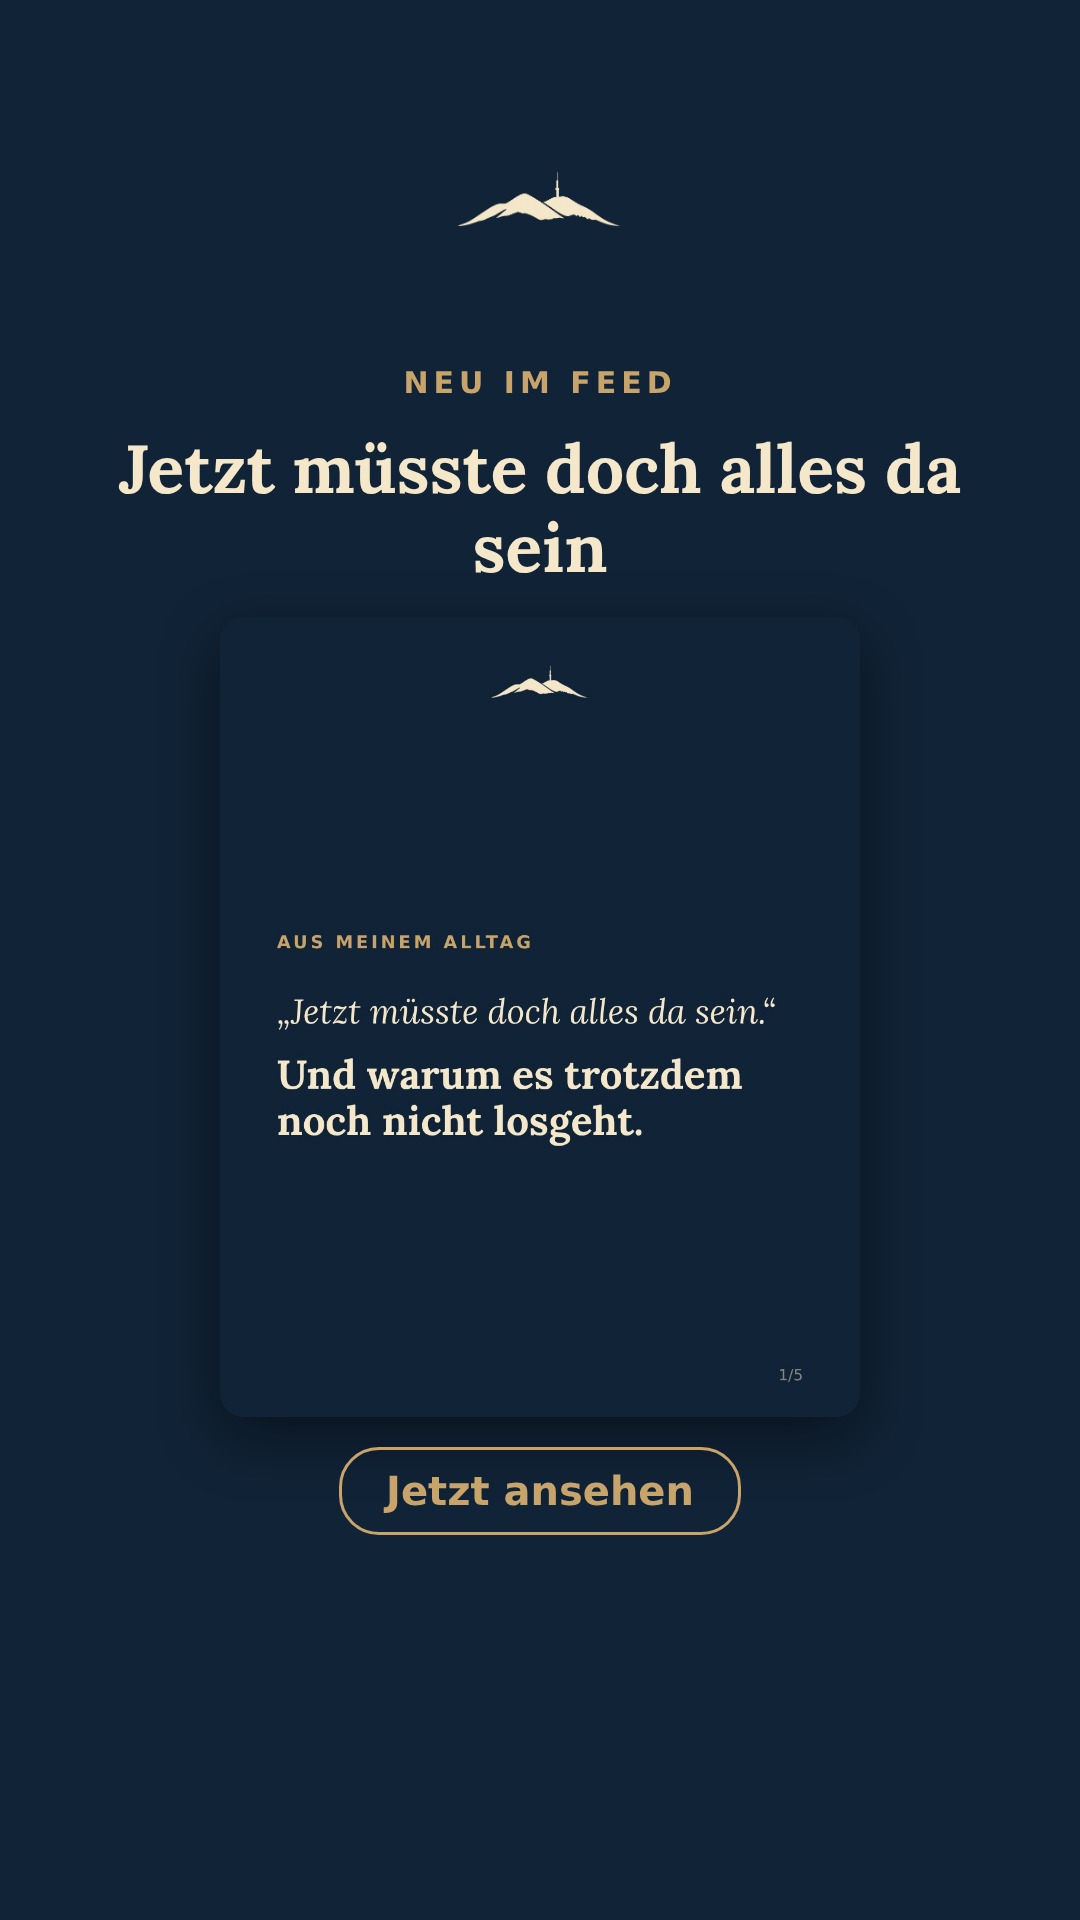 NEU IM FEED
Jetzt müsste doch alles da
sein
AUS MEINEM ALLTAG
„Jetzt müsste doch alles da sein.“
Und warum es trotzdem
noch nicht losgeht.
1/5
Jetzt ansehen